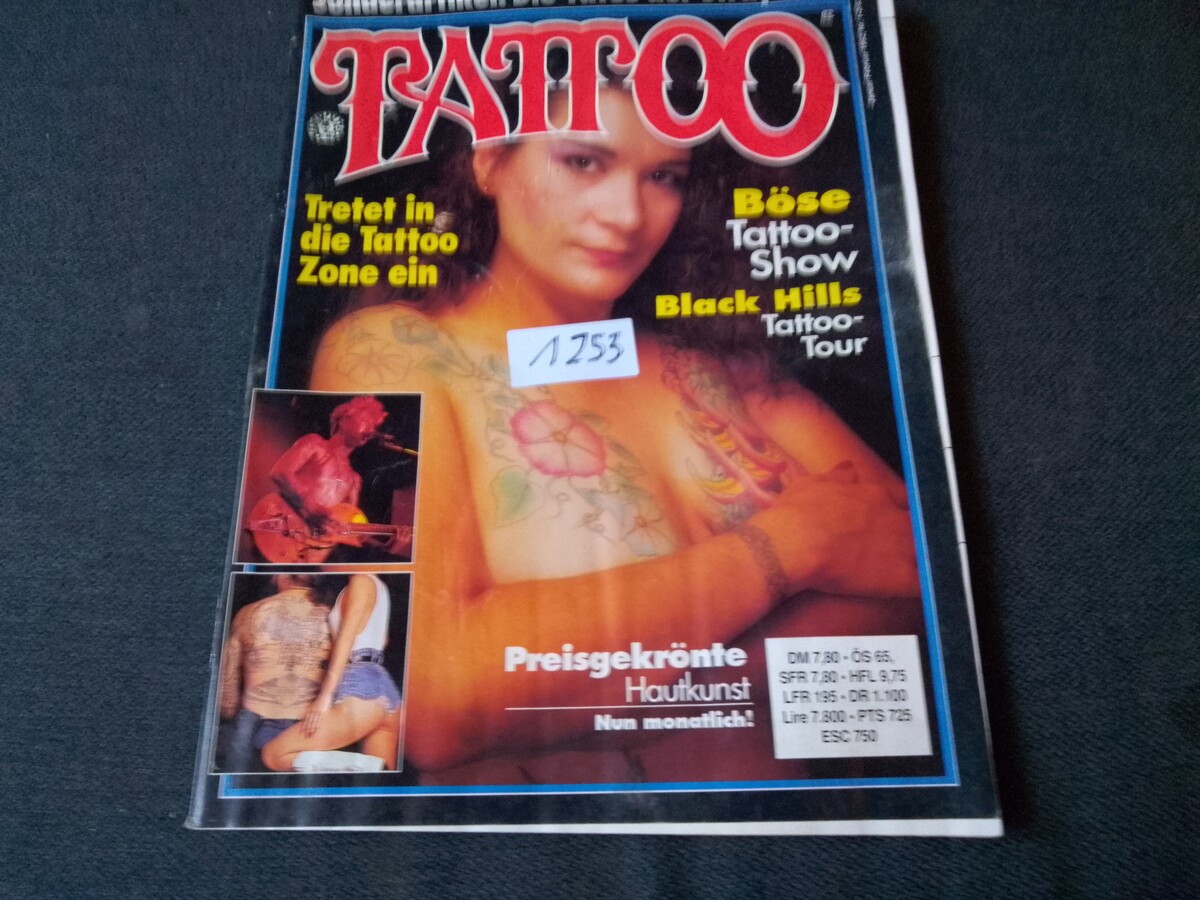 TATTOO
Tretet in
die Tattoo
Zone ein
Böse
Tattoo-
Show
Black Hills
Tattoo-
Tour
1253
Preisgekrönte
Hautkunst
Nun monatlich!
DM 7,80 • ÖS 65,
SFR 7,80 • HFL 9,75
LFR 195 • DR 1.100
Lire 7.800 • PTS 725
ESC 750